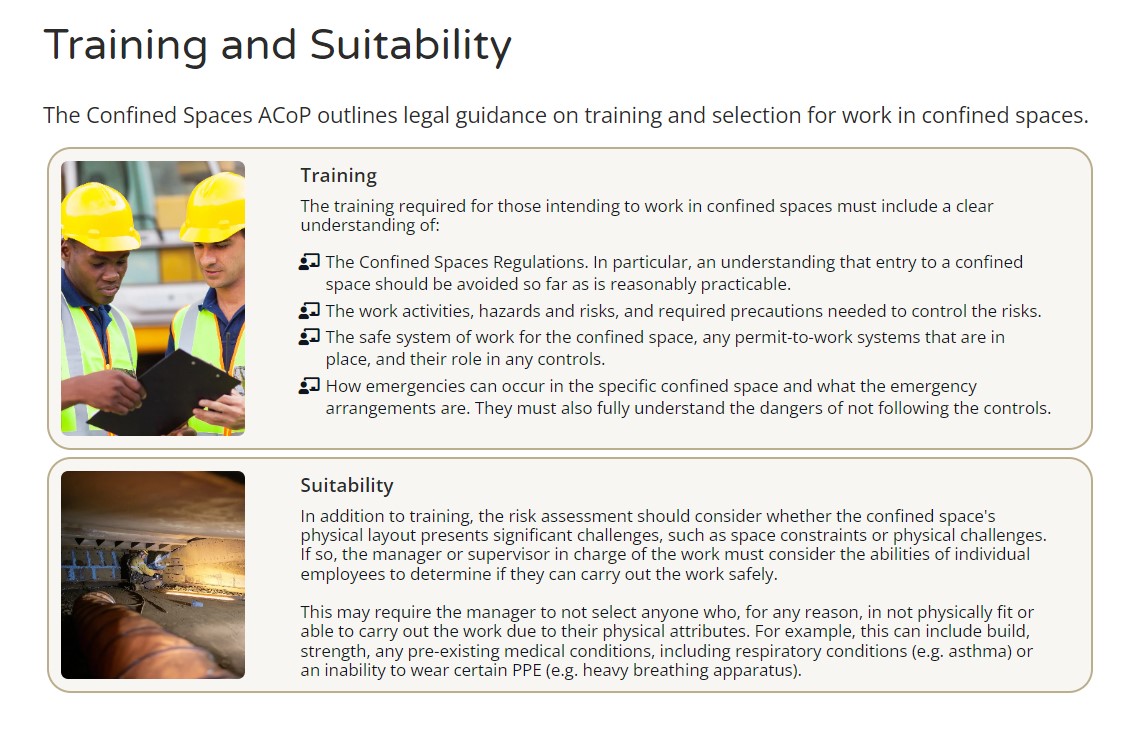 Training and Suitability
The Confined Spaces ACoP outlines legal guidance on training and selection for work in confined spaces.
Training
The training required for those intending to work in confined spaces must include a clear
understanding of:
The Confined Spaces Regulations. In particular, an understanding that entry to a confined
space should be avoided so far as is reasonably practicable.
The work activities, hazards and risks, and required precautions needed to control the risks.
The safe system of work for the confined space, any permit-to-work systems that are in
place, and their role in any controls.
How emergencies can occur in the specific confined space and what the emergency
arrangements are. They must also fully understand the dangers of not following the controls.
Suitability
In addition to training, the risk assessment should consider whether the confined space's
physical layout presents significant challenges, such as space constraints or physical challenges.
If so, the manager or supervisor in charge of the work must consider the abilities of individual
employees to determine if they can carry out the work safely.
This may require the manager to not select anyone who, for any reason, in not physically fit or
able to carry out the work due to their physical attributes. For example, this can include build,
strength, any pre-existing medical conditions, including respiratory conditions (e.g. asthma) or
an inability to wear certain PPE (e.g. heavy breathing apparatus).